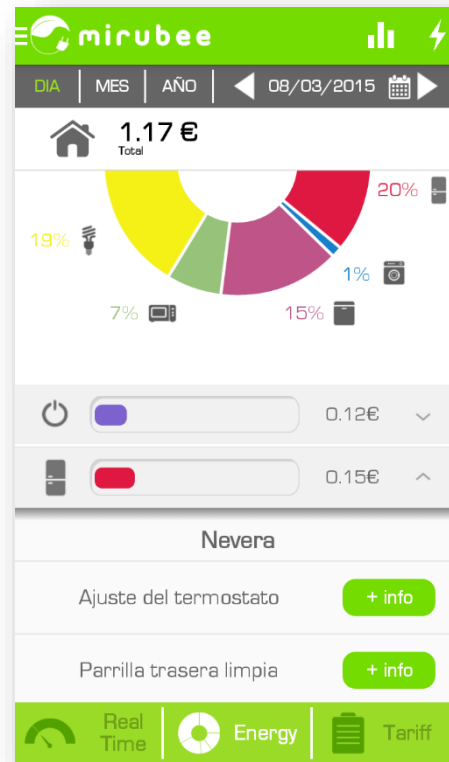 mirubee
DIA MES AÑO 08/03/2015
1.17 €
Total
20%
19%
1%
7%
15%
0.12€
0.15€
Nevera
Ajuste del termostato + info
Parrilla trasera limpia + info
Real Time Energy Tariff